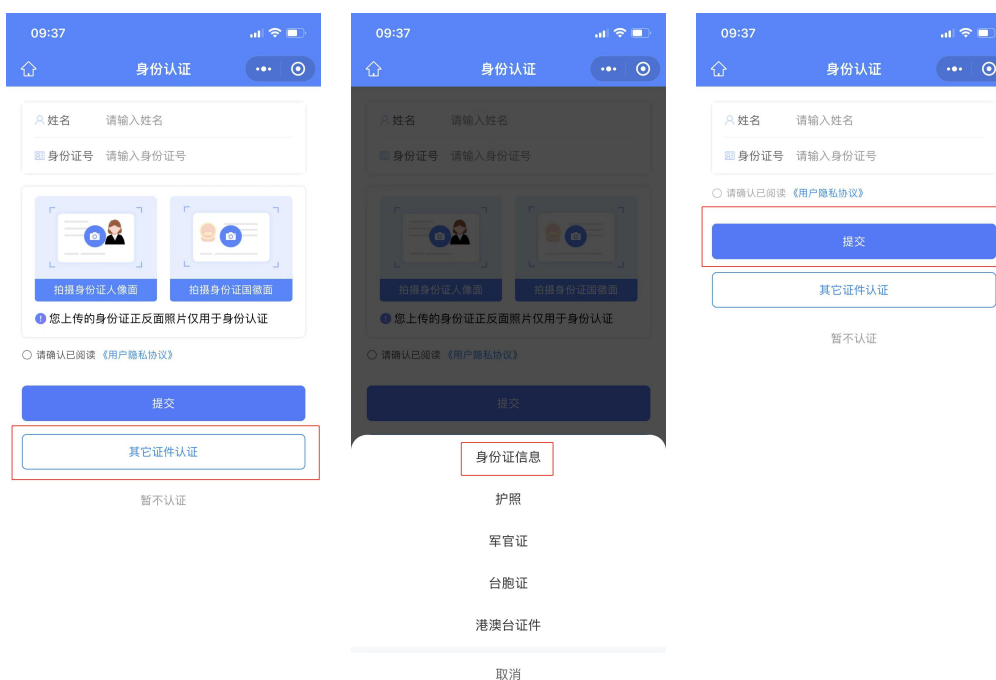 09:37
身份认证
姓名 请输入姓名
身份证号 请输入身份证号
拍摄身份证人像面 拍摄身份证国徽面
您上传的身份证正反面照片仅用于身份认证
请确认已阅读《用户隐私协议》
提交
其它证件认证
暂不认证
09:37
身份认证
姓名 请输入姓名
身份证号 请输入身份证号
拍摄身份证人像面 拍摄身份证国徽面
您上传的身份证正反面照片仅用于身份认证
请确认已阅读《用户隐私协议》
提交
身份证信息
护照
军官证
台胞证
港澳台证件
取消
09:37
身份认证
姓名 请输入姓名
身份证号 请输入身份证号
请确认已阅读《用户隐私协议》
提交
其它证件认证
暂不认证